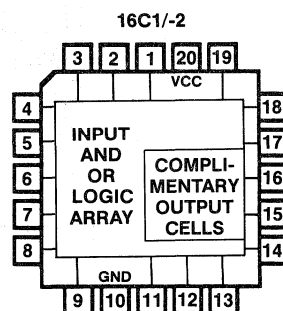 16C1/-2
3 2 1 20 19
VCC
4 18
5 17
6 16
7 15
8 14
INPUT
AND
OR
LOGIC
ARRAY
COMPLI-
MENTARY
OUTPUT
CELLS
GND
9 10 11 12 13